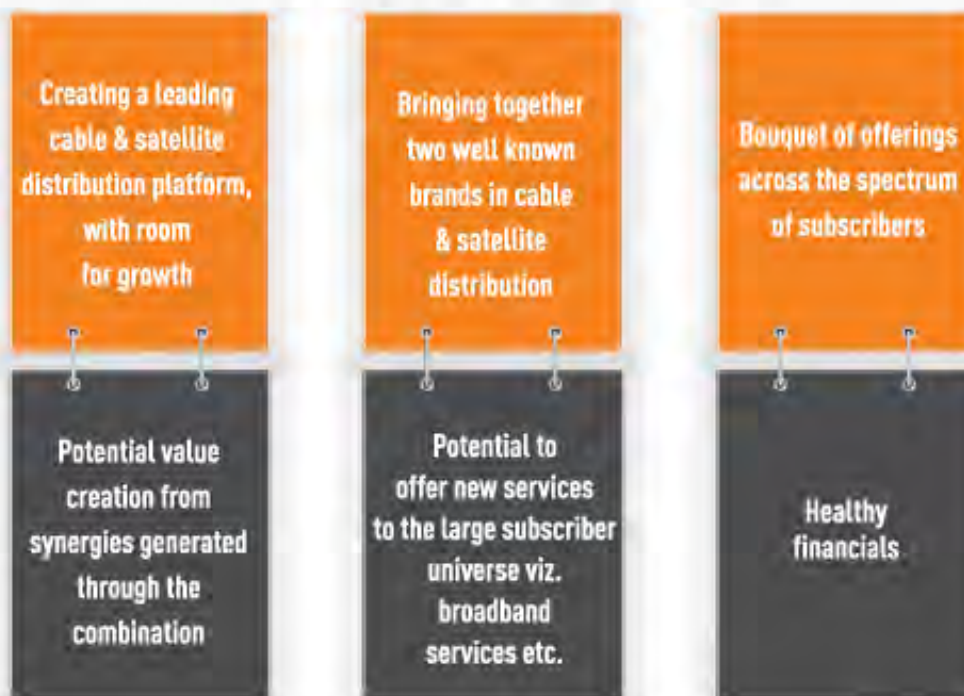 Creating a leading
cable & satellite
distribution platform,
with room
for growth
Bringing together
two well known
brands in cable
& satellite
distribution
Bouquet of offerings
across the spectrum
of subscribers
Potential value
creation from
synergies generated
through the
combination
Potential to
offer new services
to the large subscriber
universe viz.
broadband
services etc.
Healthy
financials